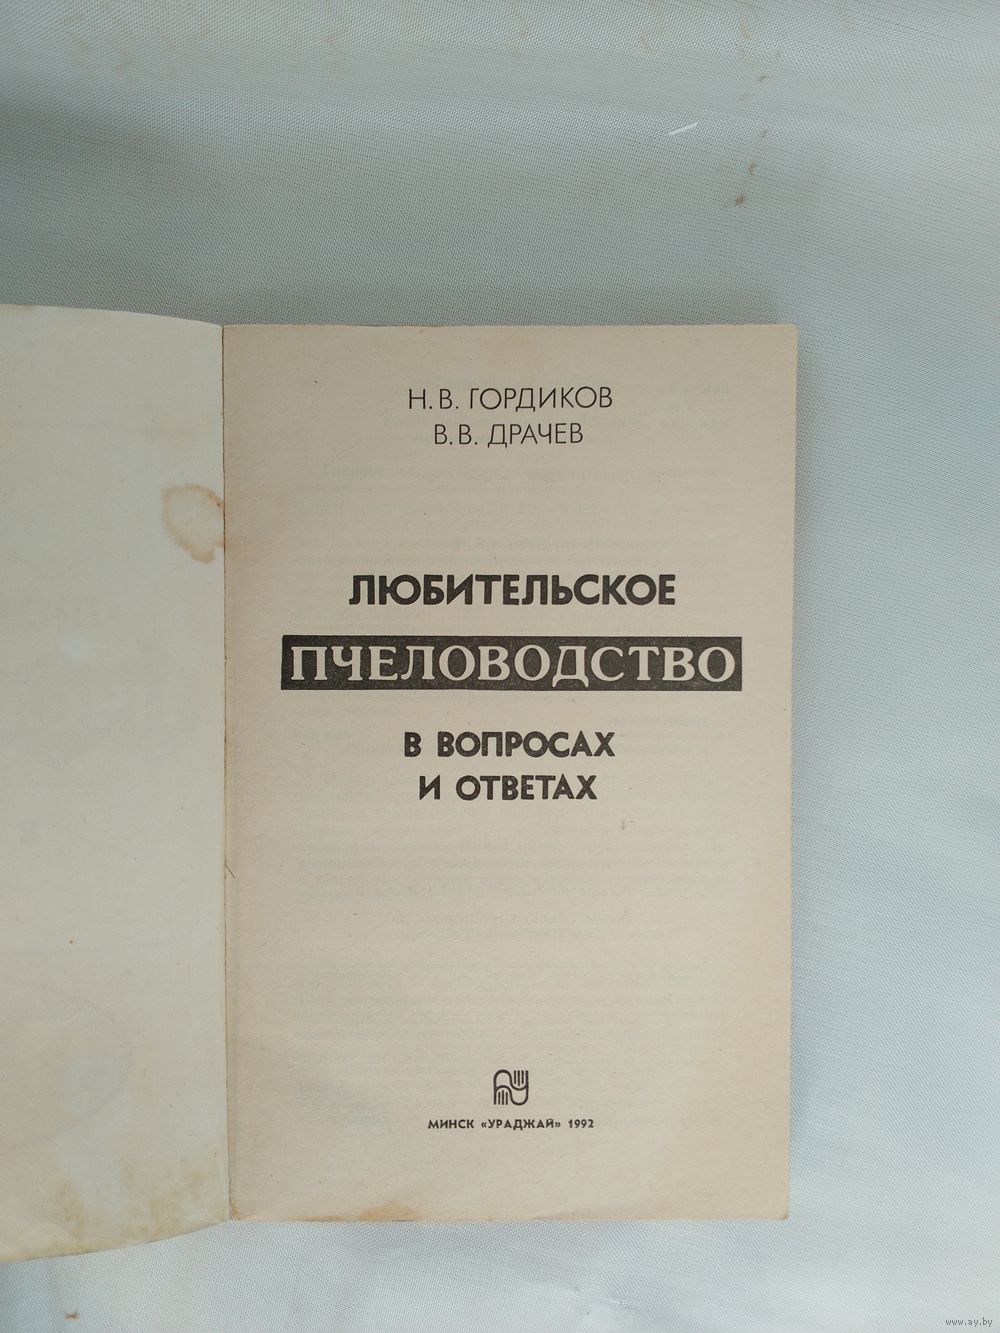 Н. В. ГОРДИКОВ
В. В. ДРАЧЕВ
ЛЮБИТЕЛЬСКОЕ
ПЧЕЛОВОДСТВО
В ВОПРОСАХ
И ОТВЕТАХ
МИНСК «УРАДЖАЙ» 1992
www.ay.by